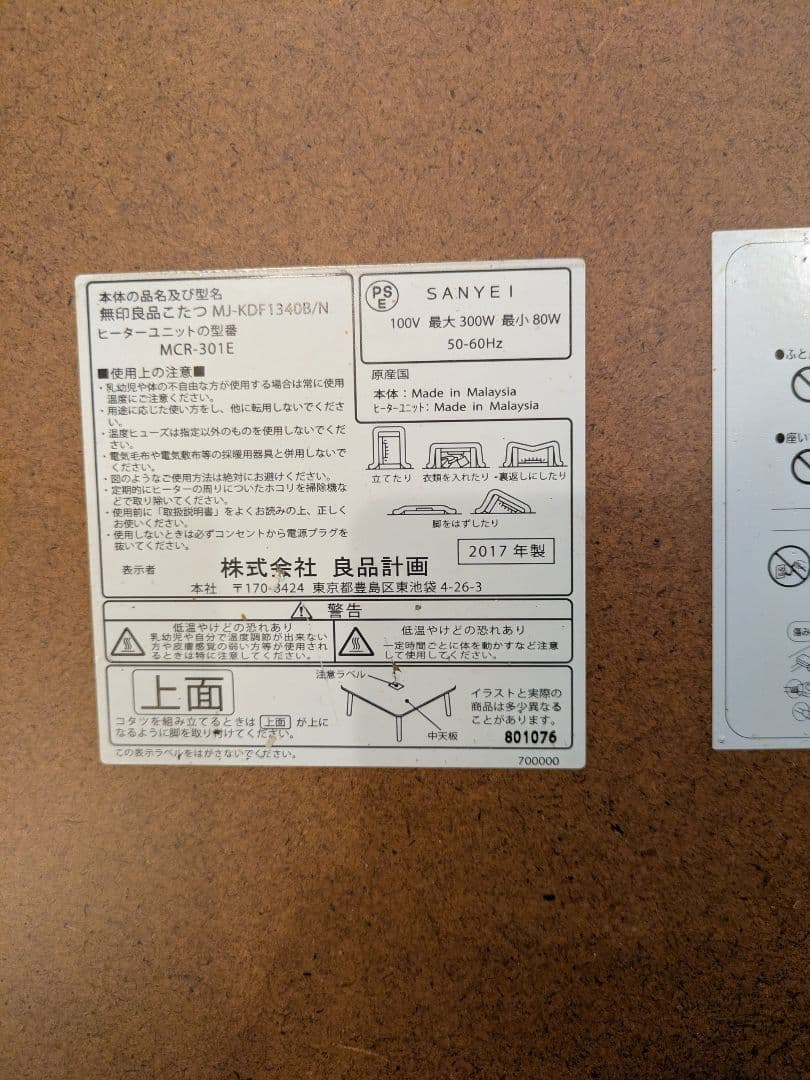 本体の品名及び型名
無印良品こたつ MJ-KDF1340B/N
ヒーターユニットの型番
MCR-301E
■使用上の注意■
・乳幼児や体の不自由な方が使用する場合は常に使用
温度にご注意ください。
・用途に応じた使い方をし、他に転用しないでくださ
い。
・温度ヒューズは指定以外のものを使用しないでくだ
さい。
・電気毛布や電気敷布等の採暖用器具と併用しないで
ください。
・図のようなご使用方法は絶対にお避けください。
・定期的にヒーターの周りについたホコリを掃除機な
どで取り除いてください。
・使用前に「取扱説明書」をよくお読みの上、正しく
お使いください。
・使用しないときは必ずコンセントから電源プラグを
抜いてください。
PS
E
SANYEI
100V 最大 300W 最小 80W
50-60Hz
原産国
本体：Made in Malaysia
ヒーターユニット：Made in Malaysia
立てたり 衣類を入れたり ・裏返しにしたり
脚をはずしたり
2017 年製
表示者 株式会社 良品計画
本社 〒170-8424 東京都豊島区東池袋 4-26-3
警告
低温やけどの恐れあり
乳幼児や自分で温度調節が出来ない
方や皮膚感覚の弱い方等が使用され
るときは特に注意してください。
低温やけどの恐れあり
一定時間ごとに体を動かすなど注意
して使用してください。
上面
コタツを組み立てるときは 上面 が上に
なるように脚を取り付けてください。
注意ラベル
中天板
イラストと実際の
商品は多少異なる
ことがあります。
801076
この表示ラベルをはがさないでください。
700000
●ふとん
●座い
傷み